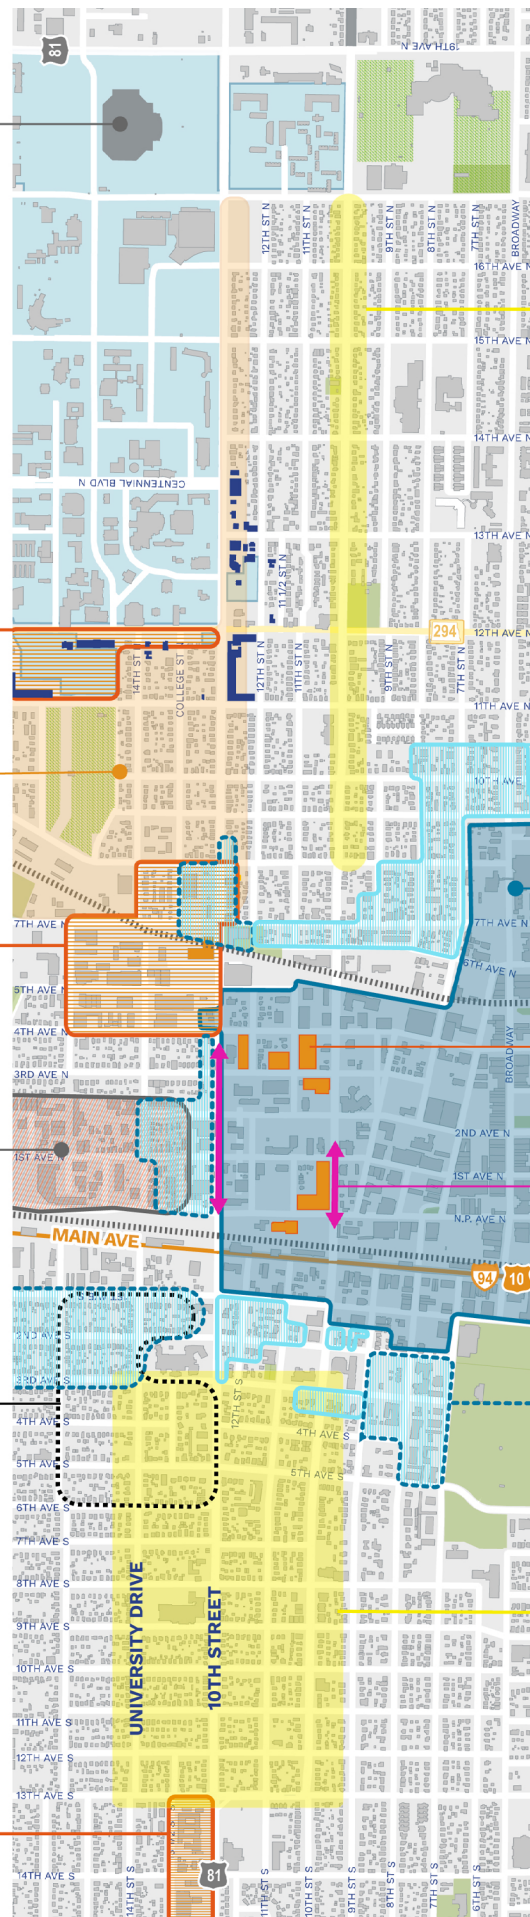 81
19TH AVE N
12TH ST N
11TH ST N
9TH ST N
8TH ST N
7TH ST N
BROADWAY
16TH AVE N
15TH AVE N
14TH AVE N
CENTENNIAL BLVD N
13TH AVE N
11 1/2 ST N
294
12TH AVE N
14TH ST
COLLEGE ST
12TH ST N
11TH ST N
9TH ST N
7TH ST N
11TH AVE N
10TH AVE
7TH AVE N
7TH AVE N
6TH AVE N
5TH AVE N
4TH AVE N
BROADWAY
3RD AVE N
2ND AVE N
1ST AVE N
1ST AVE N
N.P. AVE N
MAIN AVE
94
10
2ND AVE S
3RD AVE S
12TH ST S
4TH AVE S
4TH AVE S
5TH AVE S
5TH AVE S
6TH AVE S
7TH AVE S
8TH AVE S
UNIVERSITY DRIVE
10TH STREET
9TH AVE S
10TH AVE S
11TH AVE S
12TH AVE S
13TH AVE S
14TH AVE S
81
14TH ST S
11TH ST S
10TH ST S
9TH ST S
8TH ST S
7TH ST S
6TH ST S